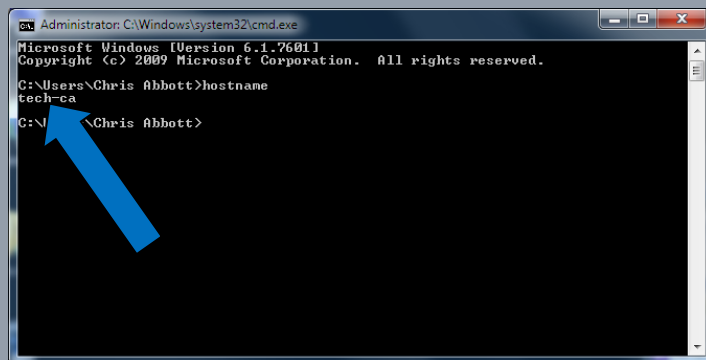 Administrator: C:\Windows\system32\cmd.exe
Microsoft Windows [Version 6.1.7601]
Copyright (c) 2009 Microsoft Corporation.  All rights reserved.
C:\Users\Chris Abbott>hostname
tech-ca
\Chris Abbott>